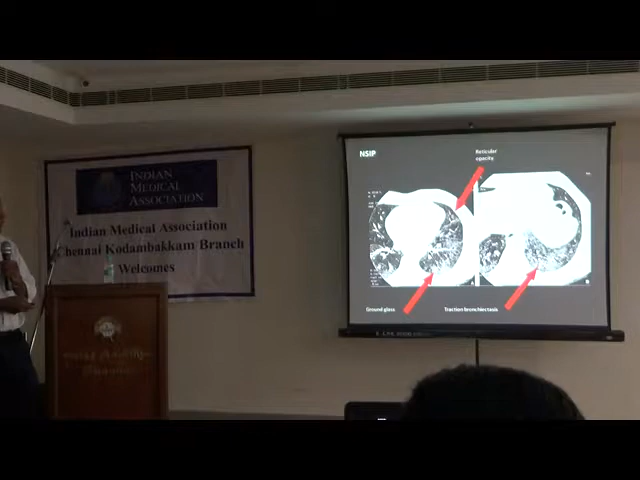 INDIAN
MEDICAL
ASSOCIATION
Indian Medical Association
Chennai Kodambakkam Branch
Welcomes
NSIP
Reticular
opacity
Ground glass
Traction bronchiectasis